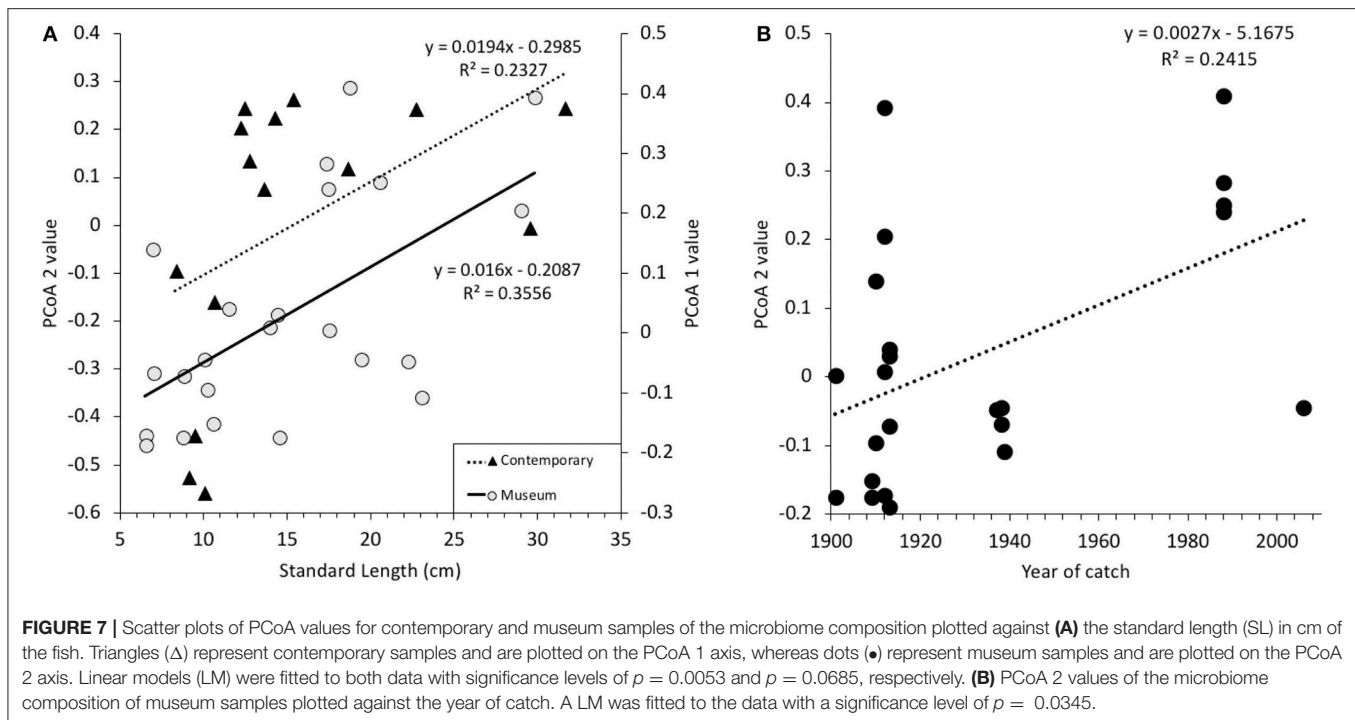 A
0.4
0.3
0.2
0.1
0
-0.1
-0.2
-0.3
-0.4
-0.5
-0.6
PCoA 2 value
y = 0.0194x - 0.2985
R² = 0.2327
y = 0.016x - 0.2087
R² = 0.3556
Contemporary
Museum
0.5
0.4
0.3
0.2
0.1
0
-0.1
-0.2
-0.3
PCoA 1 value
5 10 15 20 25 30 35
Standard Length (cm)
B
0.5
0.4
0.3
0.2
0.1
0
-0.1
-0.2
PCoA 2 value
y = 0.0027x - 5.1675
R² = 0.2415
1900 1920 1940 1960 1980 2000
Year of catch
FIGURE 7 | Scatter plots of PCoA values for contemporary and museum samples of the microbiome composition plotted against (A) the standard length (SL) in cm of
the fish. Triangles (Δ) represent contemporary samples and are plotted on the PCoA 1 axis, whereas dots (•) represent museum samples and are plotted on the PCoA
2 axis. Linear models (LM) were fitted to both data with significance levels of p = 0.0053 and p = 0.0685, respectively. (B) PCoA 2 values of the microbiome
composition of museum samples plotted against the year of catch. A LM was fitted to the data with a significance level of p = 0.0345.